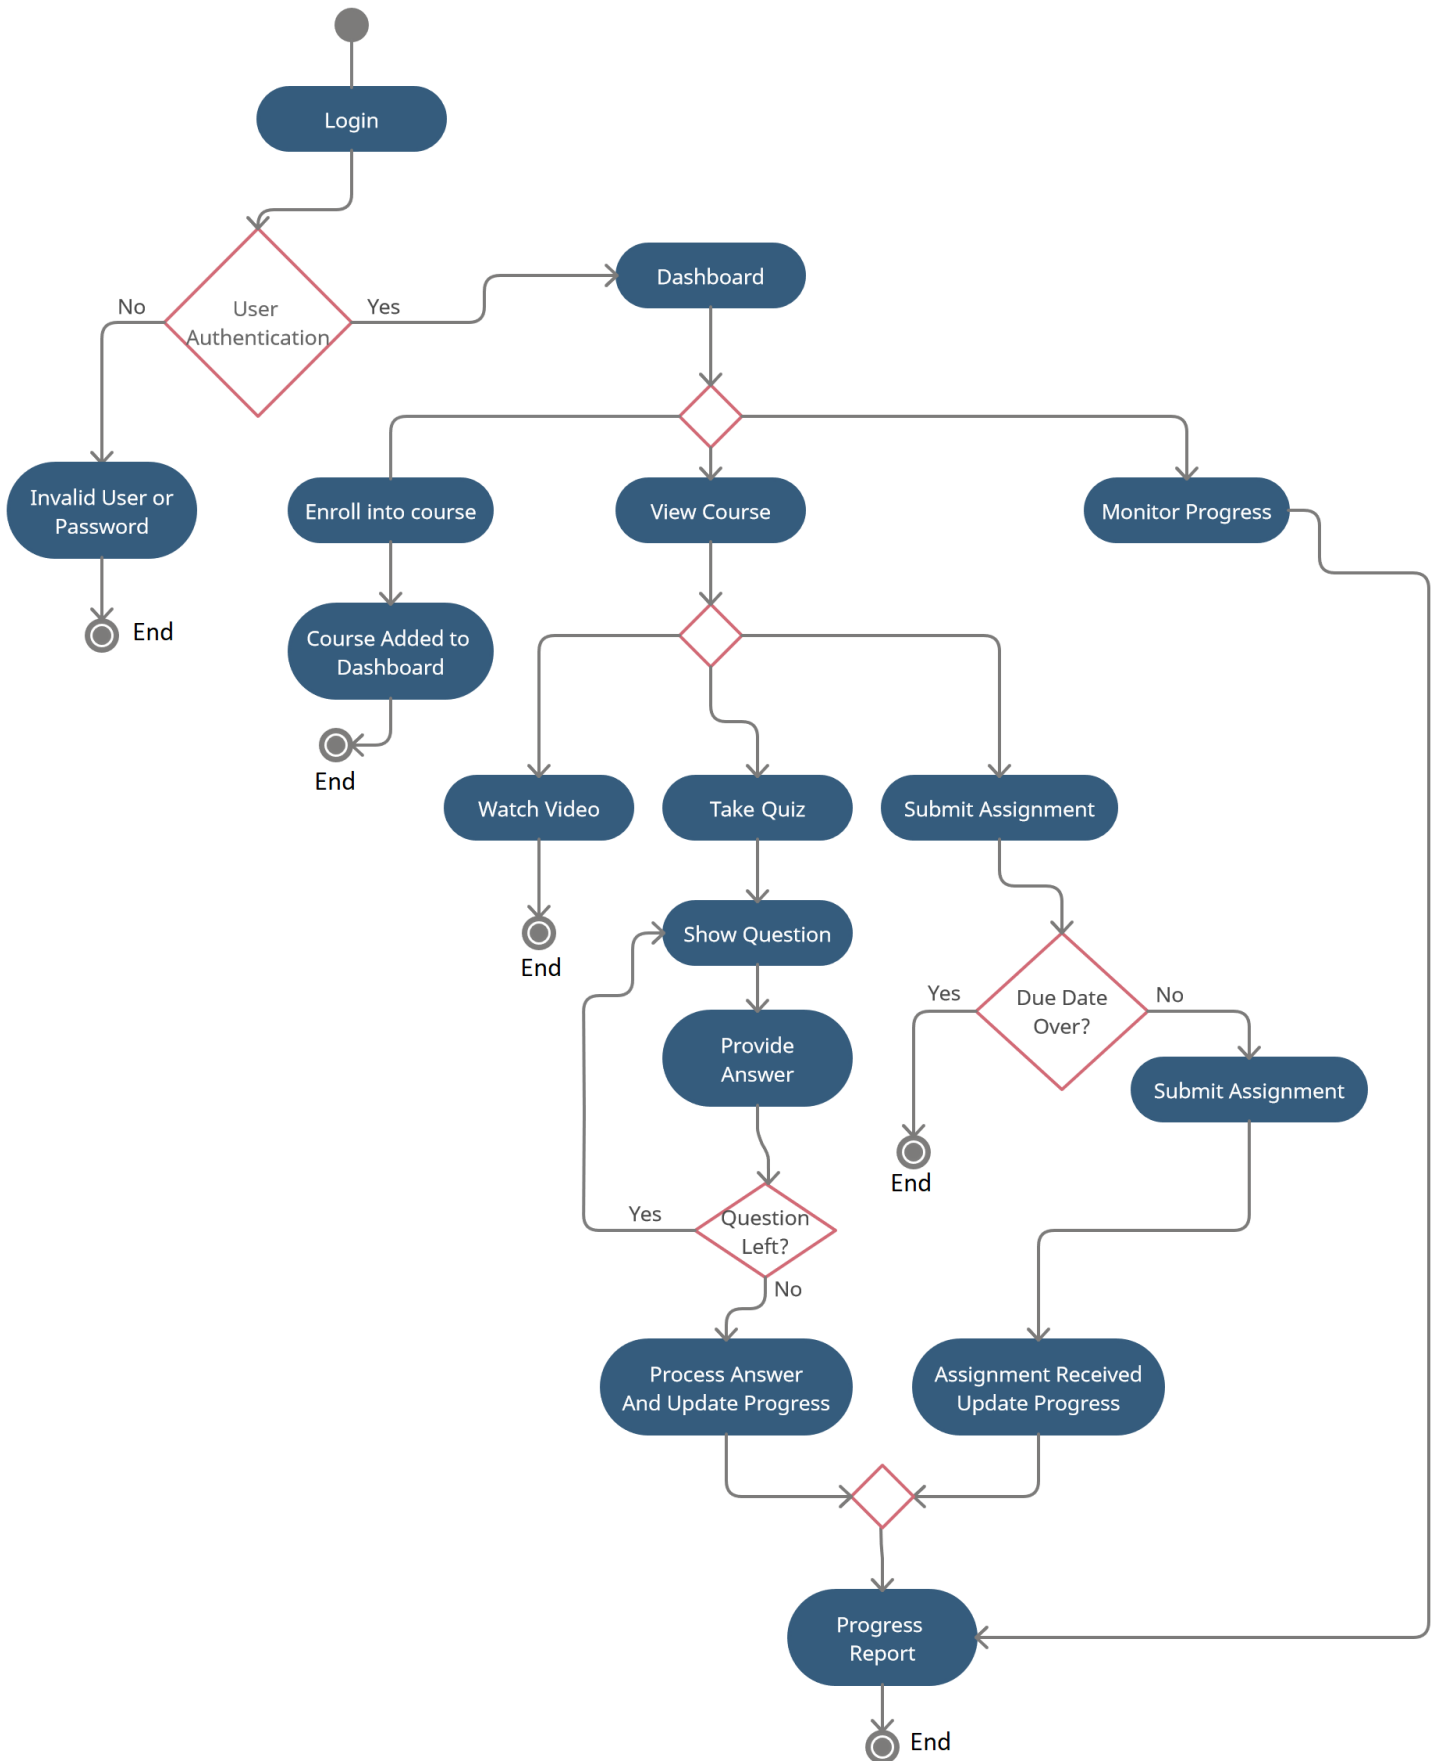 Login
User
Authentication
No
Yes
Dashboard
Invalid User or
Password
End
Enroll into course
View Course
Monitor Progress
Course Added to
Dashboard
End
Watch Video
Take Quiz
Submit Assignment
End
Show Question
Provide
Answer
Yes
Due Date
Over?
No
Submit Assignment
End
Yes
Question
Left?
No
Process Answer
And Update Progress
Assignment Received
Update Progress
Progress
Report
End